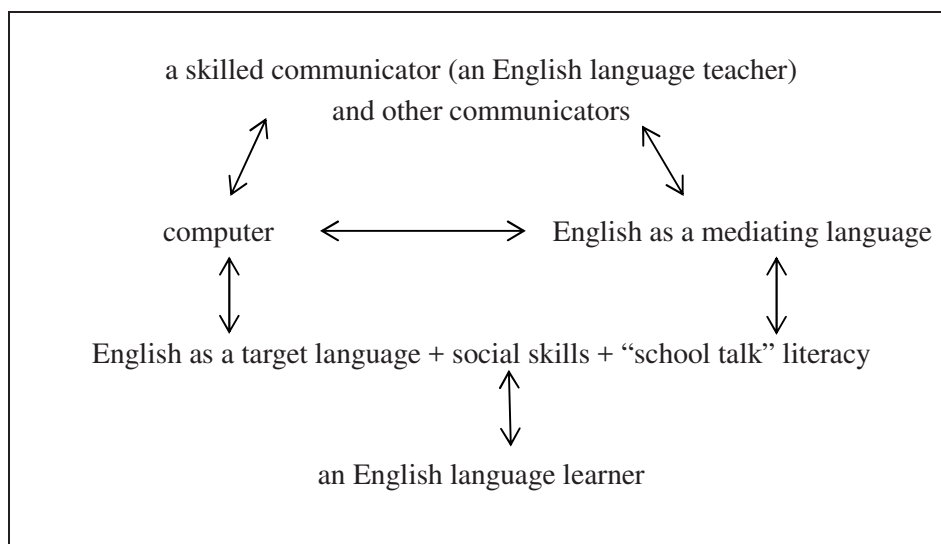 a skilled communicator (an English language teacher)
and other communicators
computer
English as a mediating language
English as a target language + social skills + “school talk” literacy
an English language learner